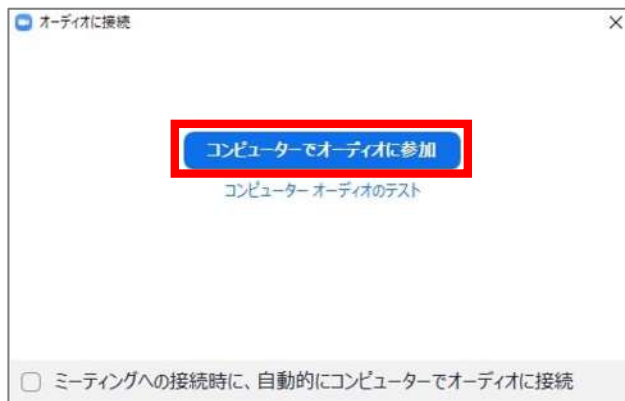 オーディオに接続
コンピューターでオーディオに参加
コンピューター オーディオのテスト
ミーティングへの接続時に、自動的にコンピューターでオーディオに接続